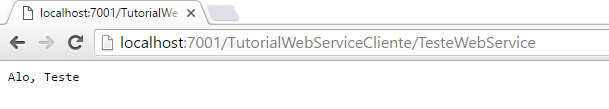 localhost:7001/TutorialWe
localhost:7001/TutorialWebServiceCliente/TesteWebService
Alo, Teste